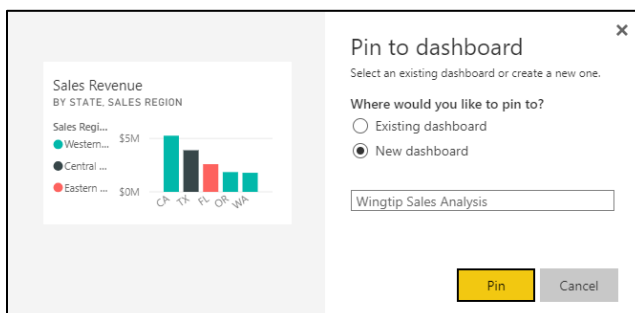 Sales Revenue
BY STATE, SALES REGION
Sales Regi...
Western...
Central ...
Eastern ...
$5M
$0M
CA
TX
FL
OR
WA
Pin to dashboard
Select an existing dashboard or create a new one.
Where would you like to pin to?
Existing dashboard
New dashboard
Wingtip Sales Analysis
Pin
Cancel